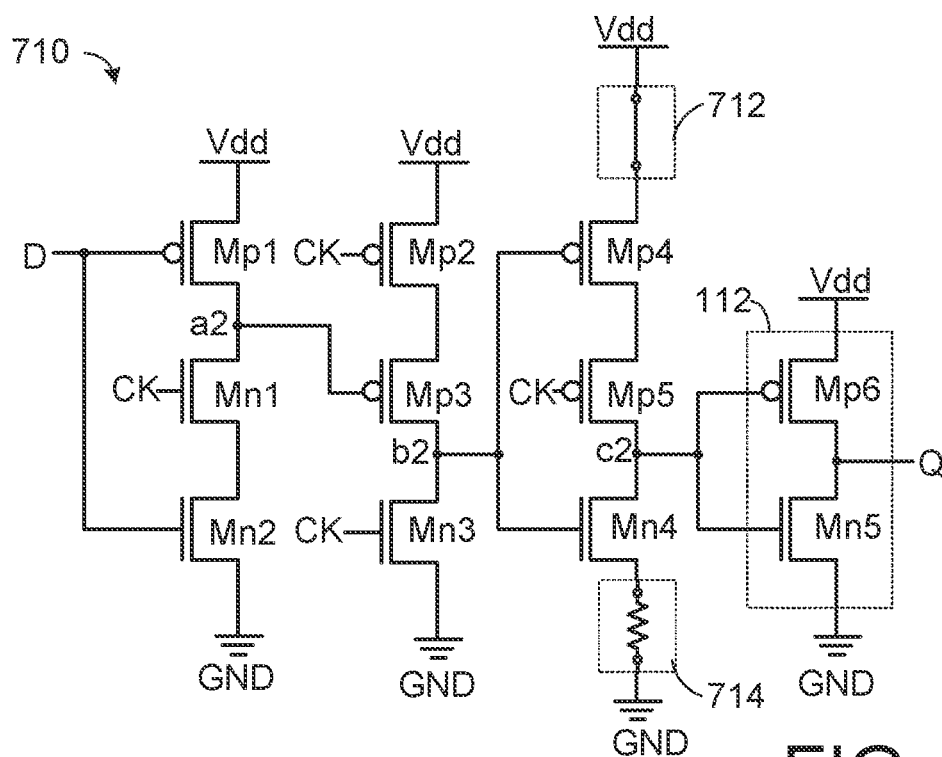 710
Vdd
712
Vdd
Vdd
D
Mp1
CK
Mp2
Mp4
Vdd
112
a2
CK
Mn1
Mp3
CK
Mp5
Mp6
b2
c2
Q
Mn2
CK
Mn3
Mn4
Mn5
GND
GND
714
GND
GND